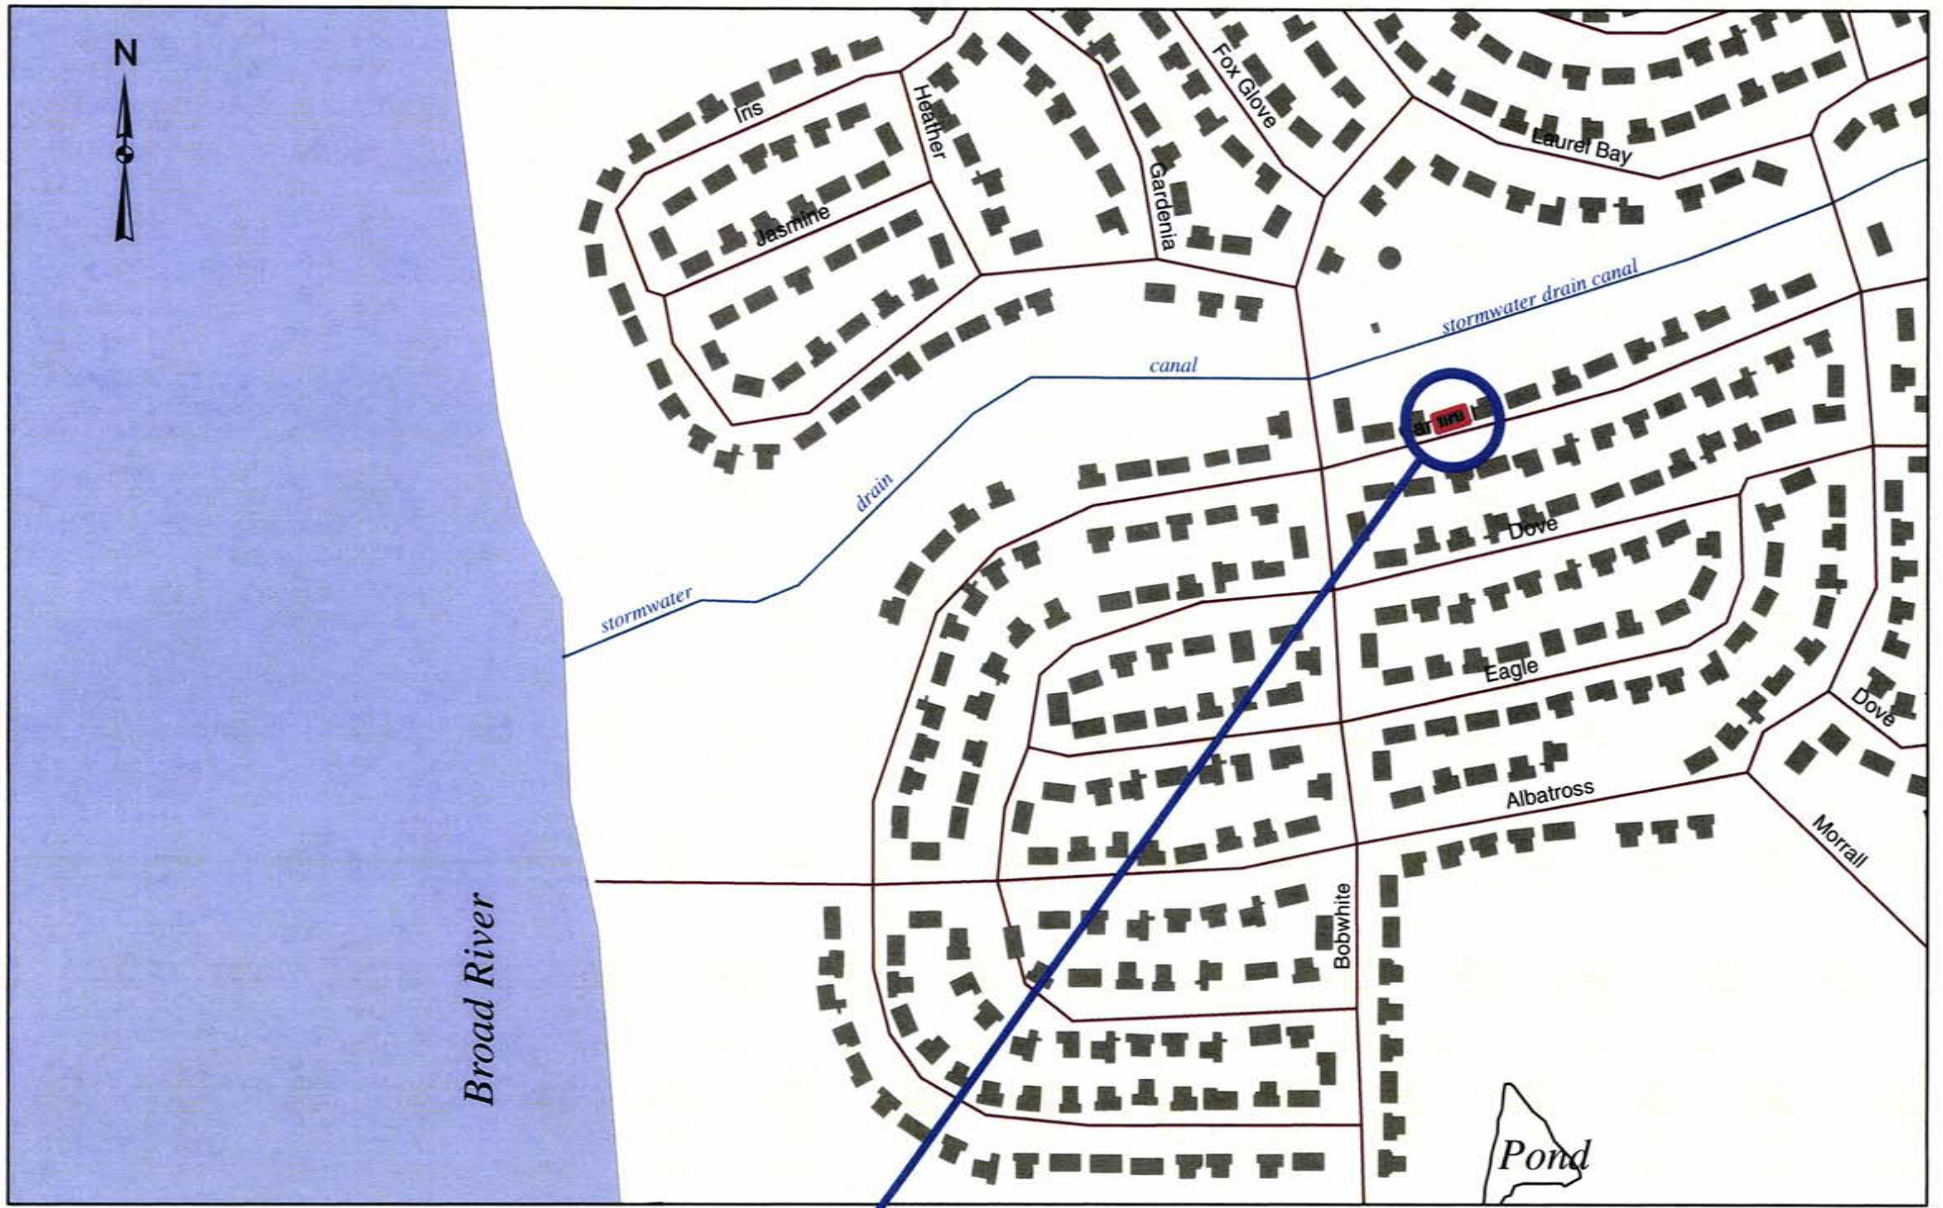 N
Iris
Heather
Fox Glove
Laurel Bay
Jasmine
Gardenia
stormwater drain canal
canal
drain
stormwater
Dove
Eagle
Dove
Albatross
Morrall
Bobwhite
Broad River
Pond